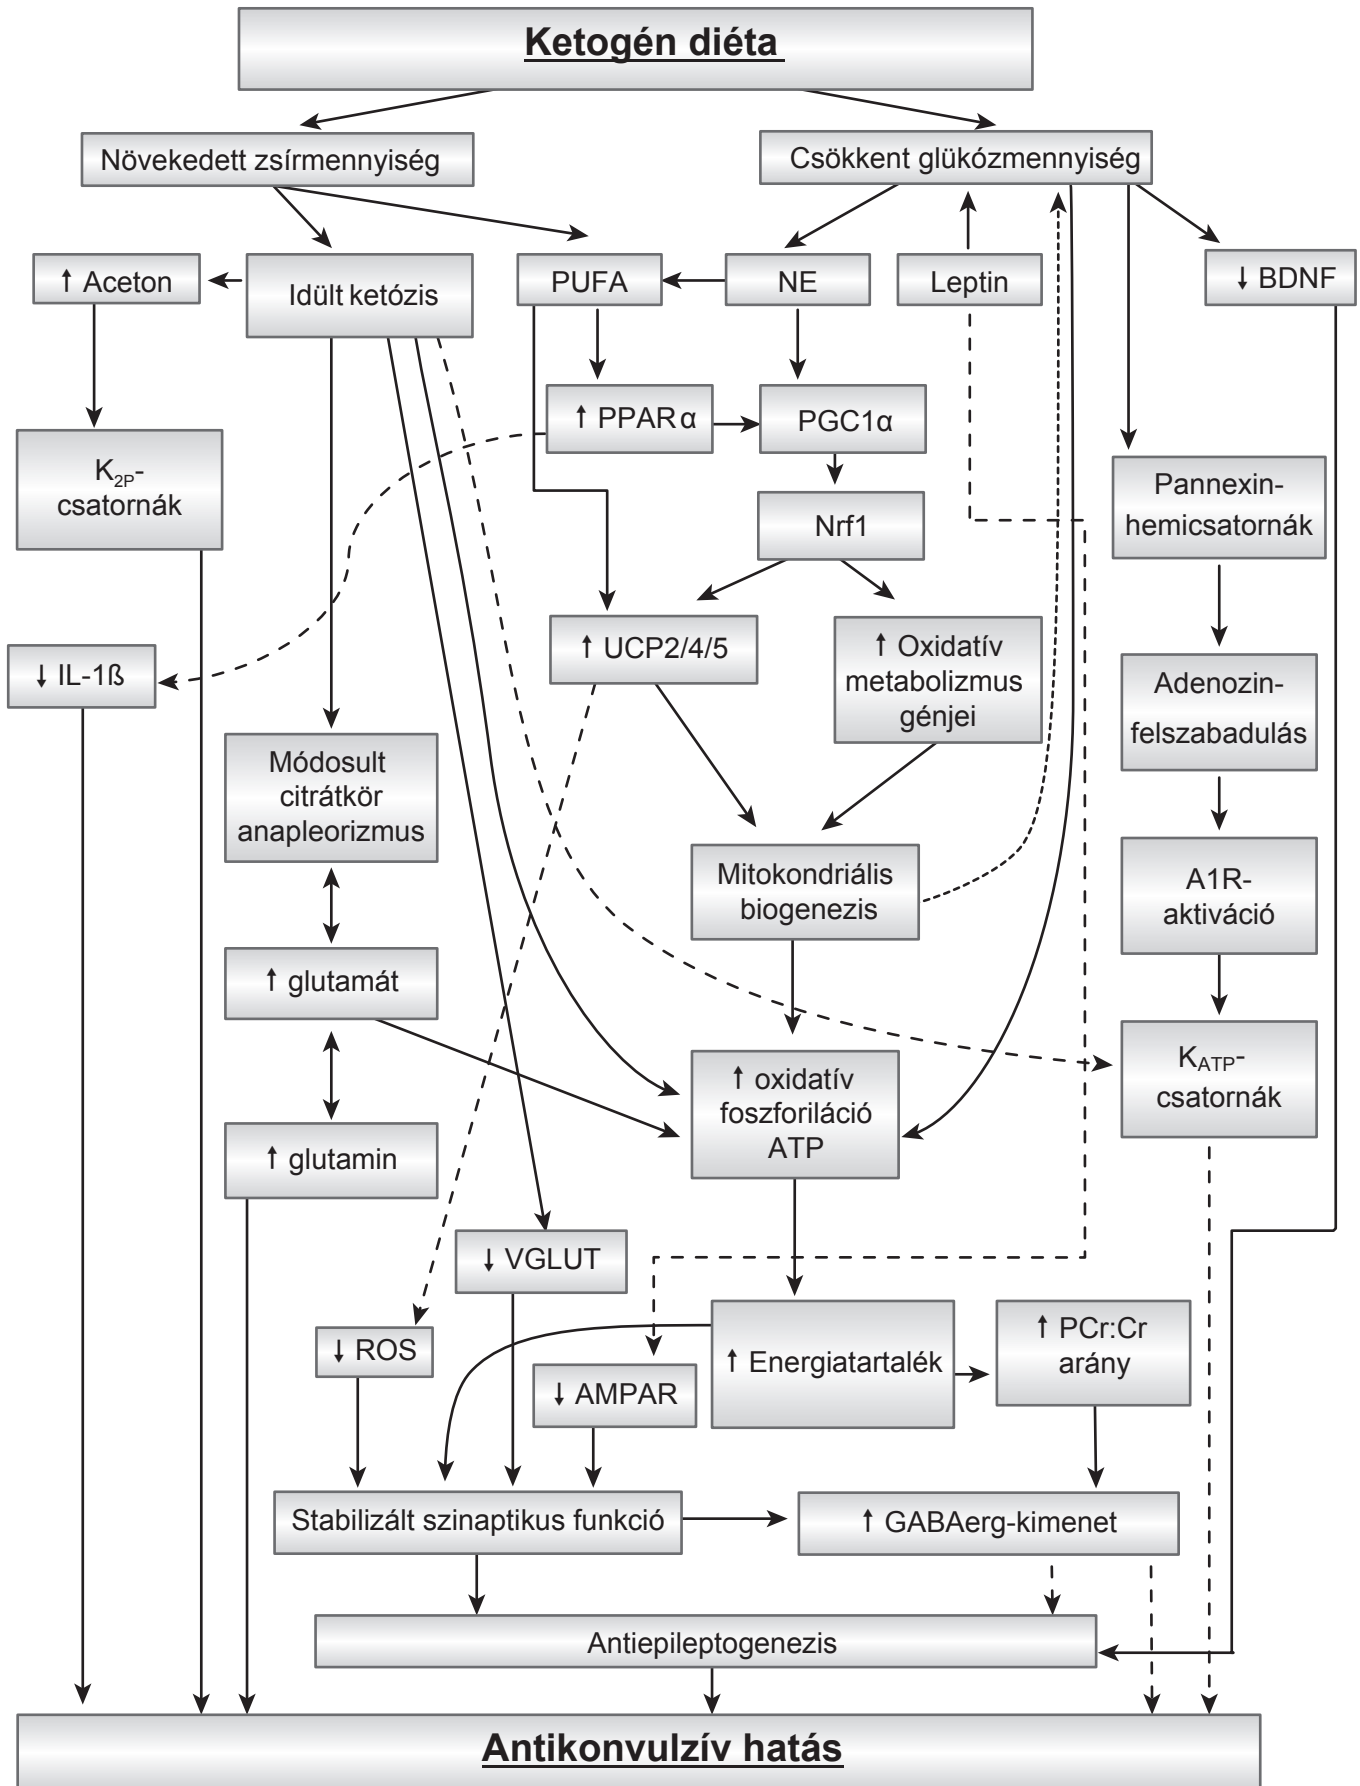 Ketogén diéta
Növekedett zsírmennyiség
Csökkent glükózmennyiség
↑ Aceton
Idült ketózis
PUFA
NE
Leptin
↓ BDNF
↑ PPARα
PGC1α
K2P-
csatornák
Pannexin-
hemicsatornák
Nrf1
↓ IL-1ß
↑ UCP2/4/5
↑ Oxidatív
metabolizmus
génjei
Adenozin-
felszabadulás
Módosult
citrátkör
anapleorizmus
Mitokondriális
biogenezis
A1R-
aktiváció
↑ glutamát
↑ oxidatív
foszforiláció
ATP
KATP-
csatornák
↑ glutamin
↓ VGLUT
↓ ROS
↓ AMPAR
↑ Energiatartalék
↑ PCr:Cr
arány
Stabilizált szinaptikus funkció
↑ GABAerg-kimenet
Antiepileptogenezis
Antikonvulzív hatás